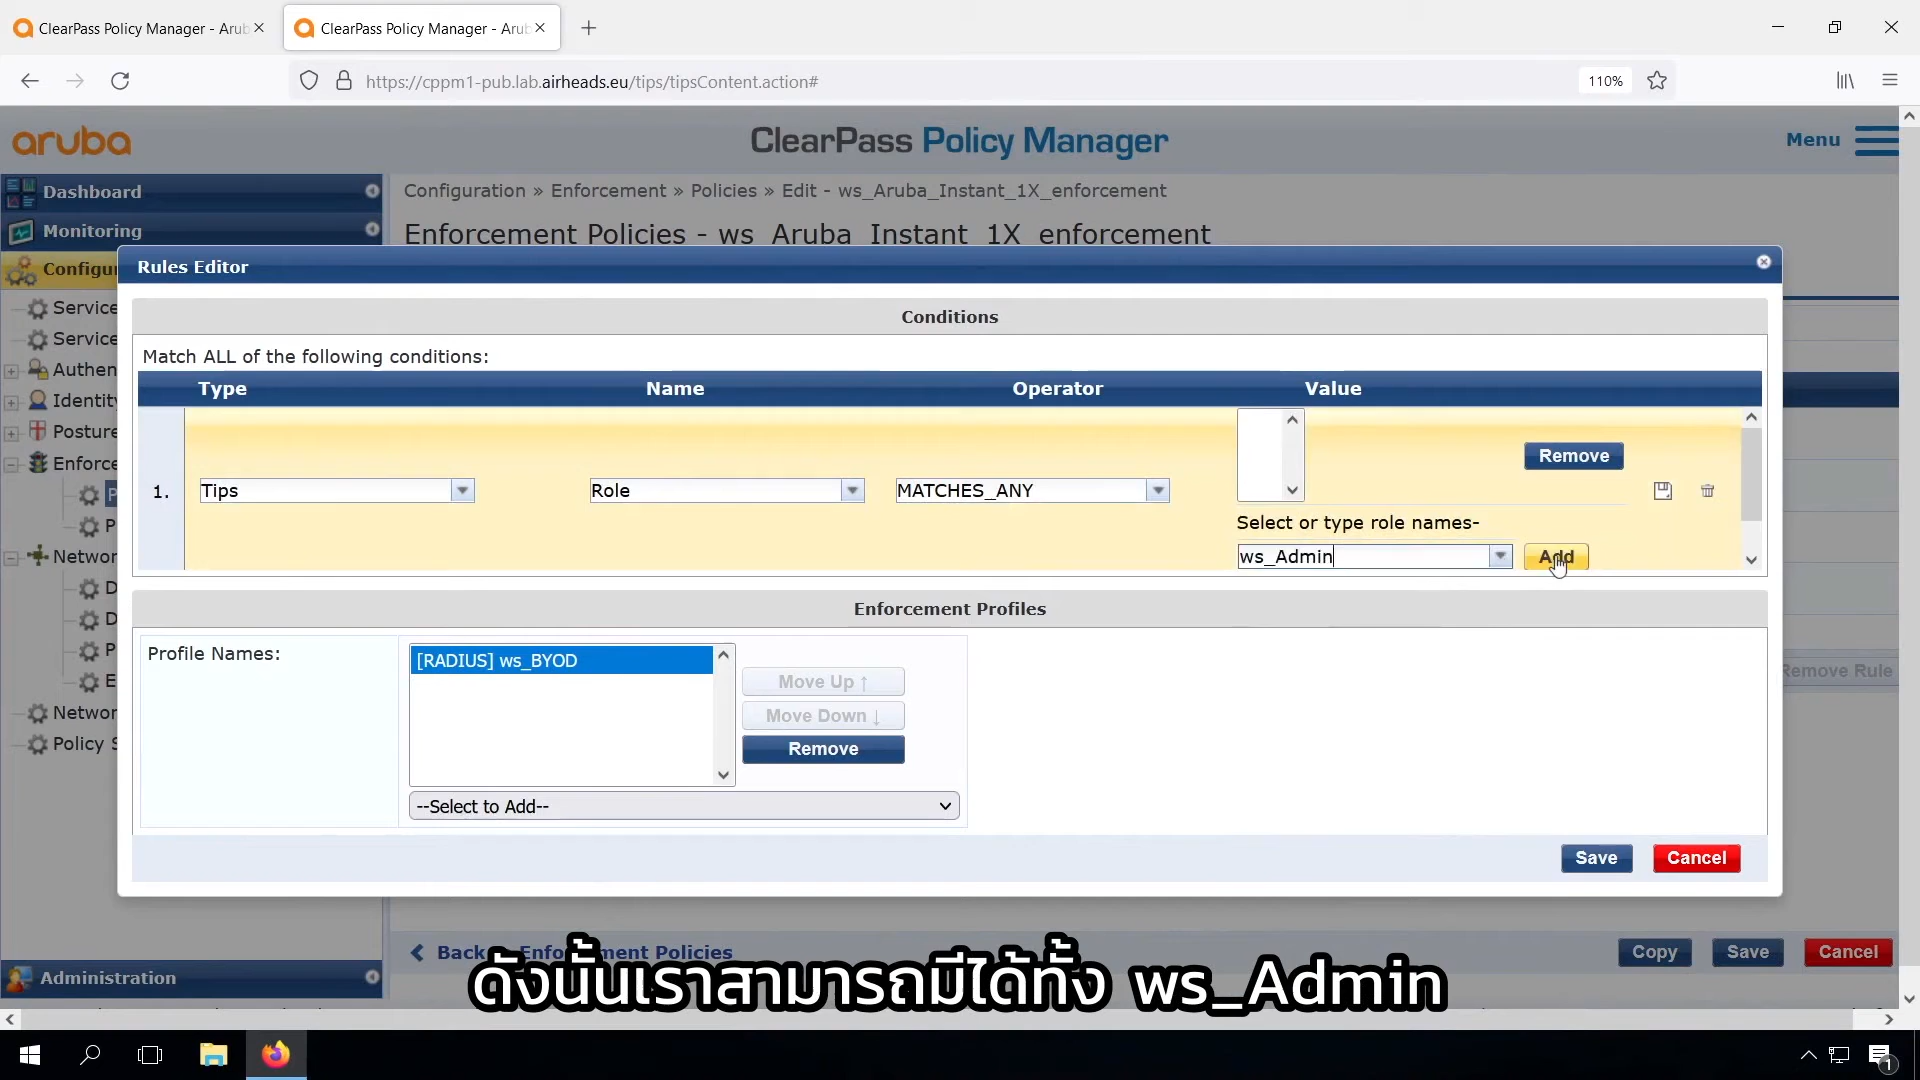 ClearPass Policy Manager - Arub
ClearPass Policy Manager - Arub
https://cppm1-pub.lab.airheads.eu/tips/tipsContent.action#
110%
aruba
ClearPass Policy Manager
Menu
Dashboard
Configuration » Enforcement » Policies » Edit - ws_Aruba_Instant_1X_enforcement
Monitoring
Enforcement Policies - ws_Aruba_Instant_1X_enforcement
Configu
Rules Editor
Service
Service
Authen
Identity
Posture
Enforce
P
P
Networ
D
D
P
E
Networ
Policy S
Conditions
Match ALL of the following conditions:
Type Name Operator Value
Remove
1. Tips Role MATCHES_ANY
Select or type role names-
ws_Admin Add
Enforcement Profiles
Profile Names:
[RADIUS] ws_BYOD
Move Up ↑
Move Down ↓
Remove
--Select to Add--
Remove Rule
Save Cancel
Copy Save Cancel
Administration
ดังนั้นเราสามารถมีได้ทั้ง ws_Admin
1